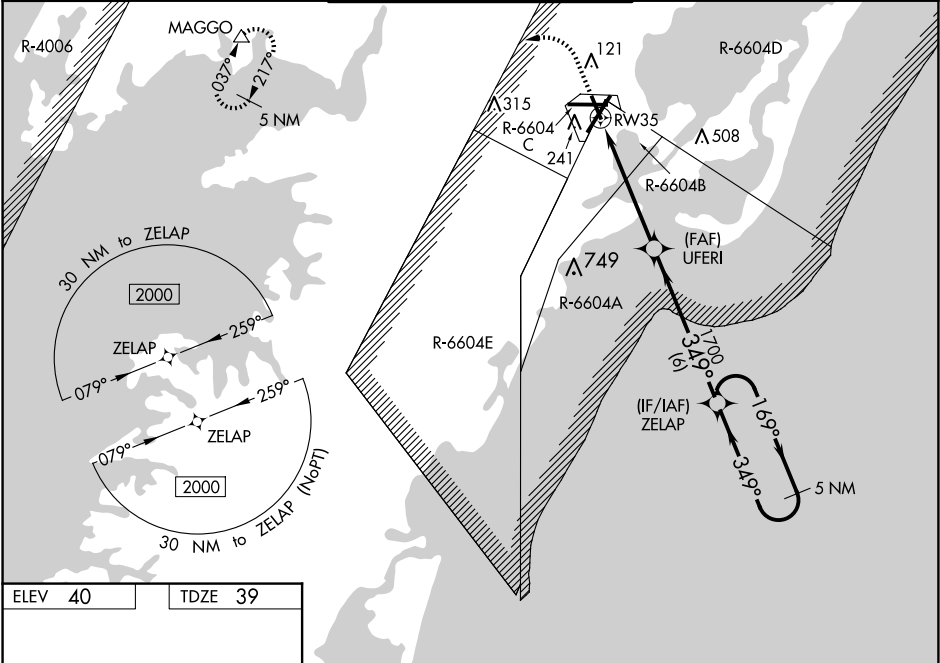 R-4006
MAGGO
037°
217°
5 NM
121
R-6604D
315
R-6604
C
241
RW35
508
R-6604B
(FAF)
UFERI
749
R-6604A
R-6604E
30 NM to ZELAP
2000
259°
ZELAP
079°
259°
ZELAP
079°
2000
30 NM to ZELAP (NoPT)
1700
349°
(6)
(IF/IAF)
ZELAP
169°
349°
5 NM
ELEV 40
TDZE 39